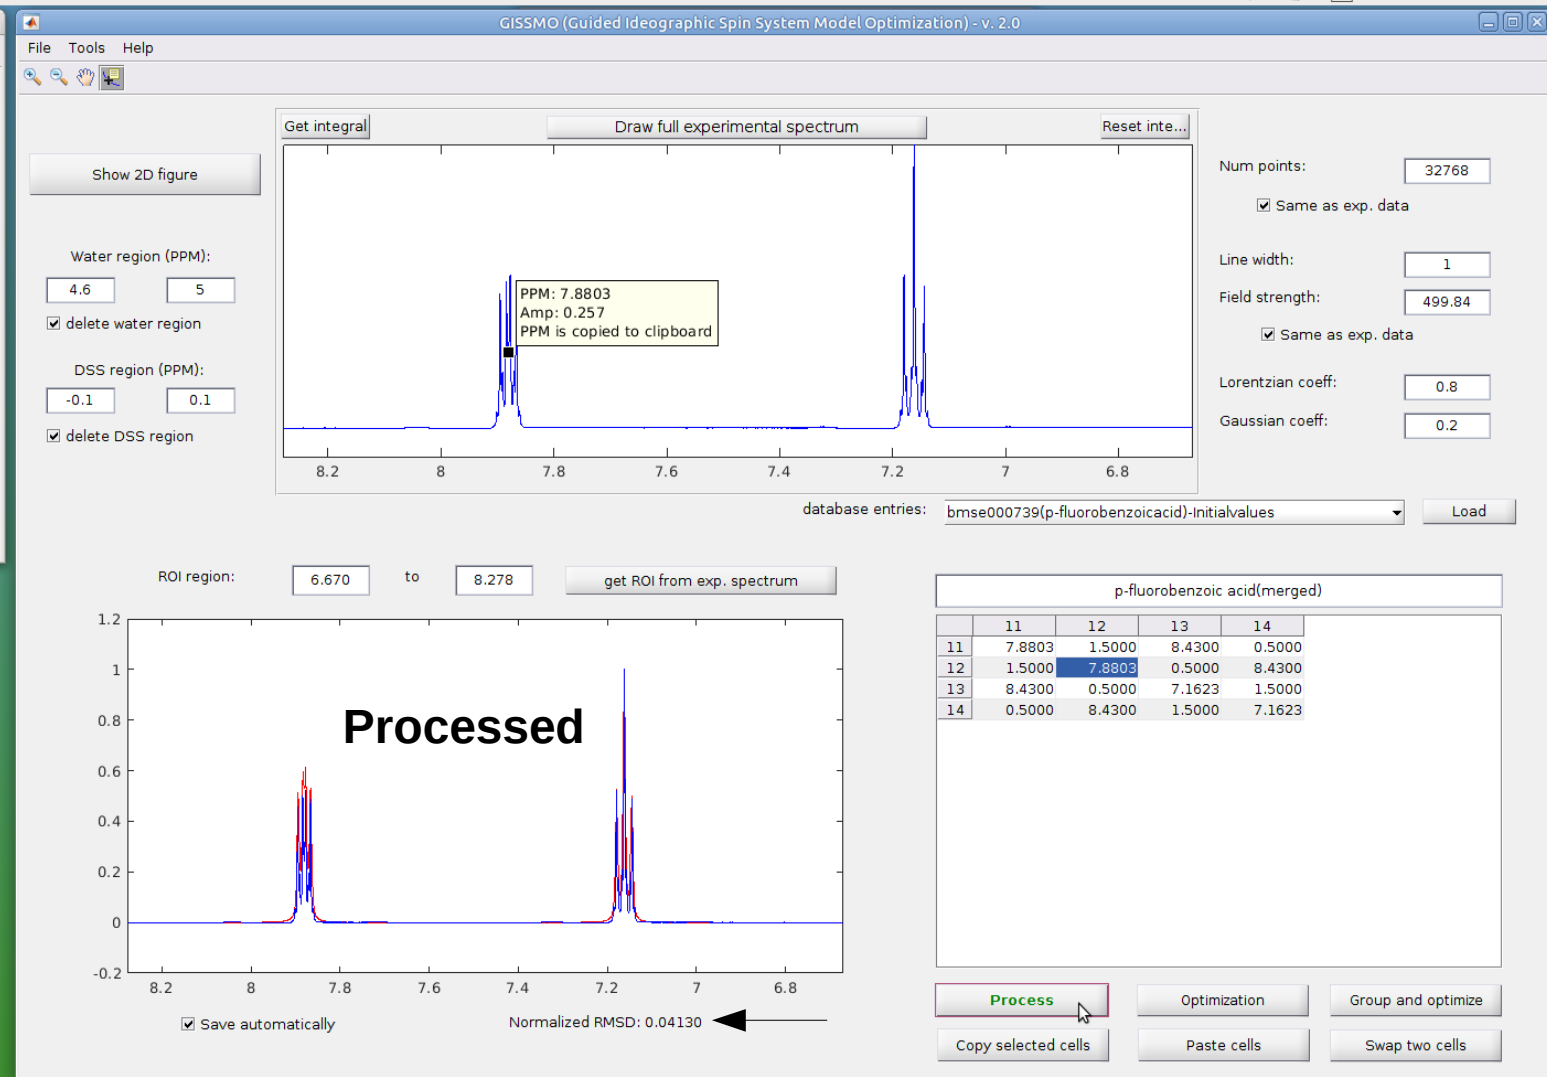 GISSMO (Guided Ideographic Spin System Model Optimization) - v. 2.0
File Tools Help
Get integral Draw full experimental spectrum Reset inte...
Show 2D figure
Water region (PPM):
4.6 5
delete water region
DSS region (PPM):
-0.1 0.1
delete DSS region
PPM: 7.8803
Amp: 0.257
PPM is copied to clipboard
8.2 8 7.8 7.6 7.4 7.2 7 6.8
Num points: 32768
Same as exp. data
Line width: 1
Field strength: 499.84
Same as exp. data
Lorentzian coeff: 0.8
Gaussian coeff: 0.2
database entries: bmse000739(p-fluorobenzoicacid)-Initialvalues Load
ROI region: 6.670 to 8.278 get ROI from exp. spectrum
1.2
1
0.8
0.6
0.4
0.2
0
-0.2
Processed
8.2 8 7.8 7.6 7.4 7.2 7 6.8
Save automatically Normalized RMSD: 0.04130
p-fluorobenzoic acid(merged)
11 12 13 14
11 7.8803 1.5000 8.4300 0.5000
12 1.5000 7.8803 0.5000 8.4300
13 8.4300 0.5000 7.1623 1.5000
14 0.5000 8.4300 1.5000 7.1623
Process Optimization Group and optimize
Copy selected cells Paste cells Swap two cells